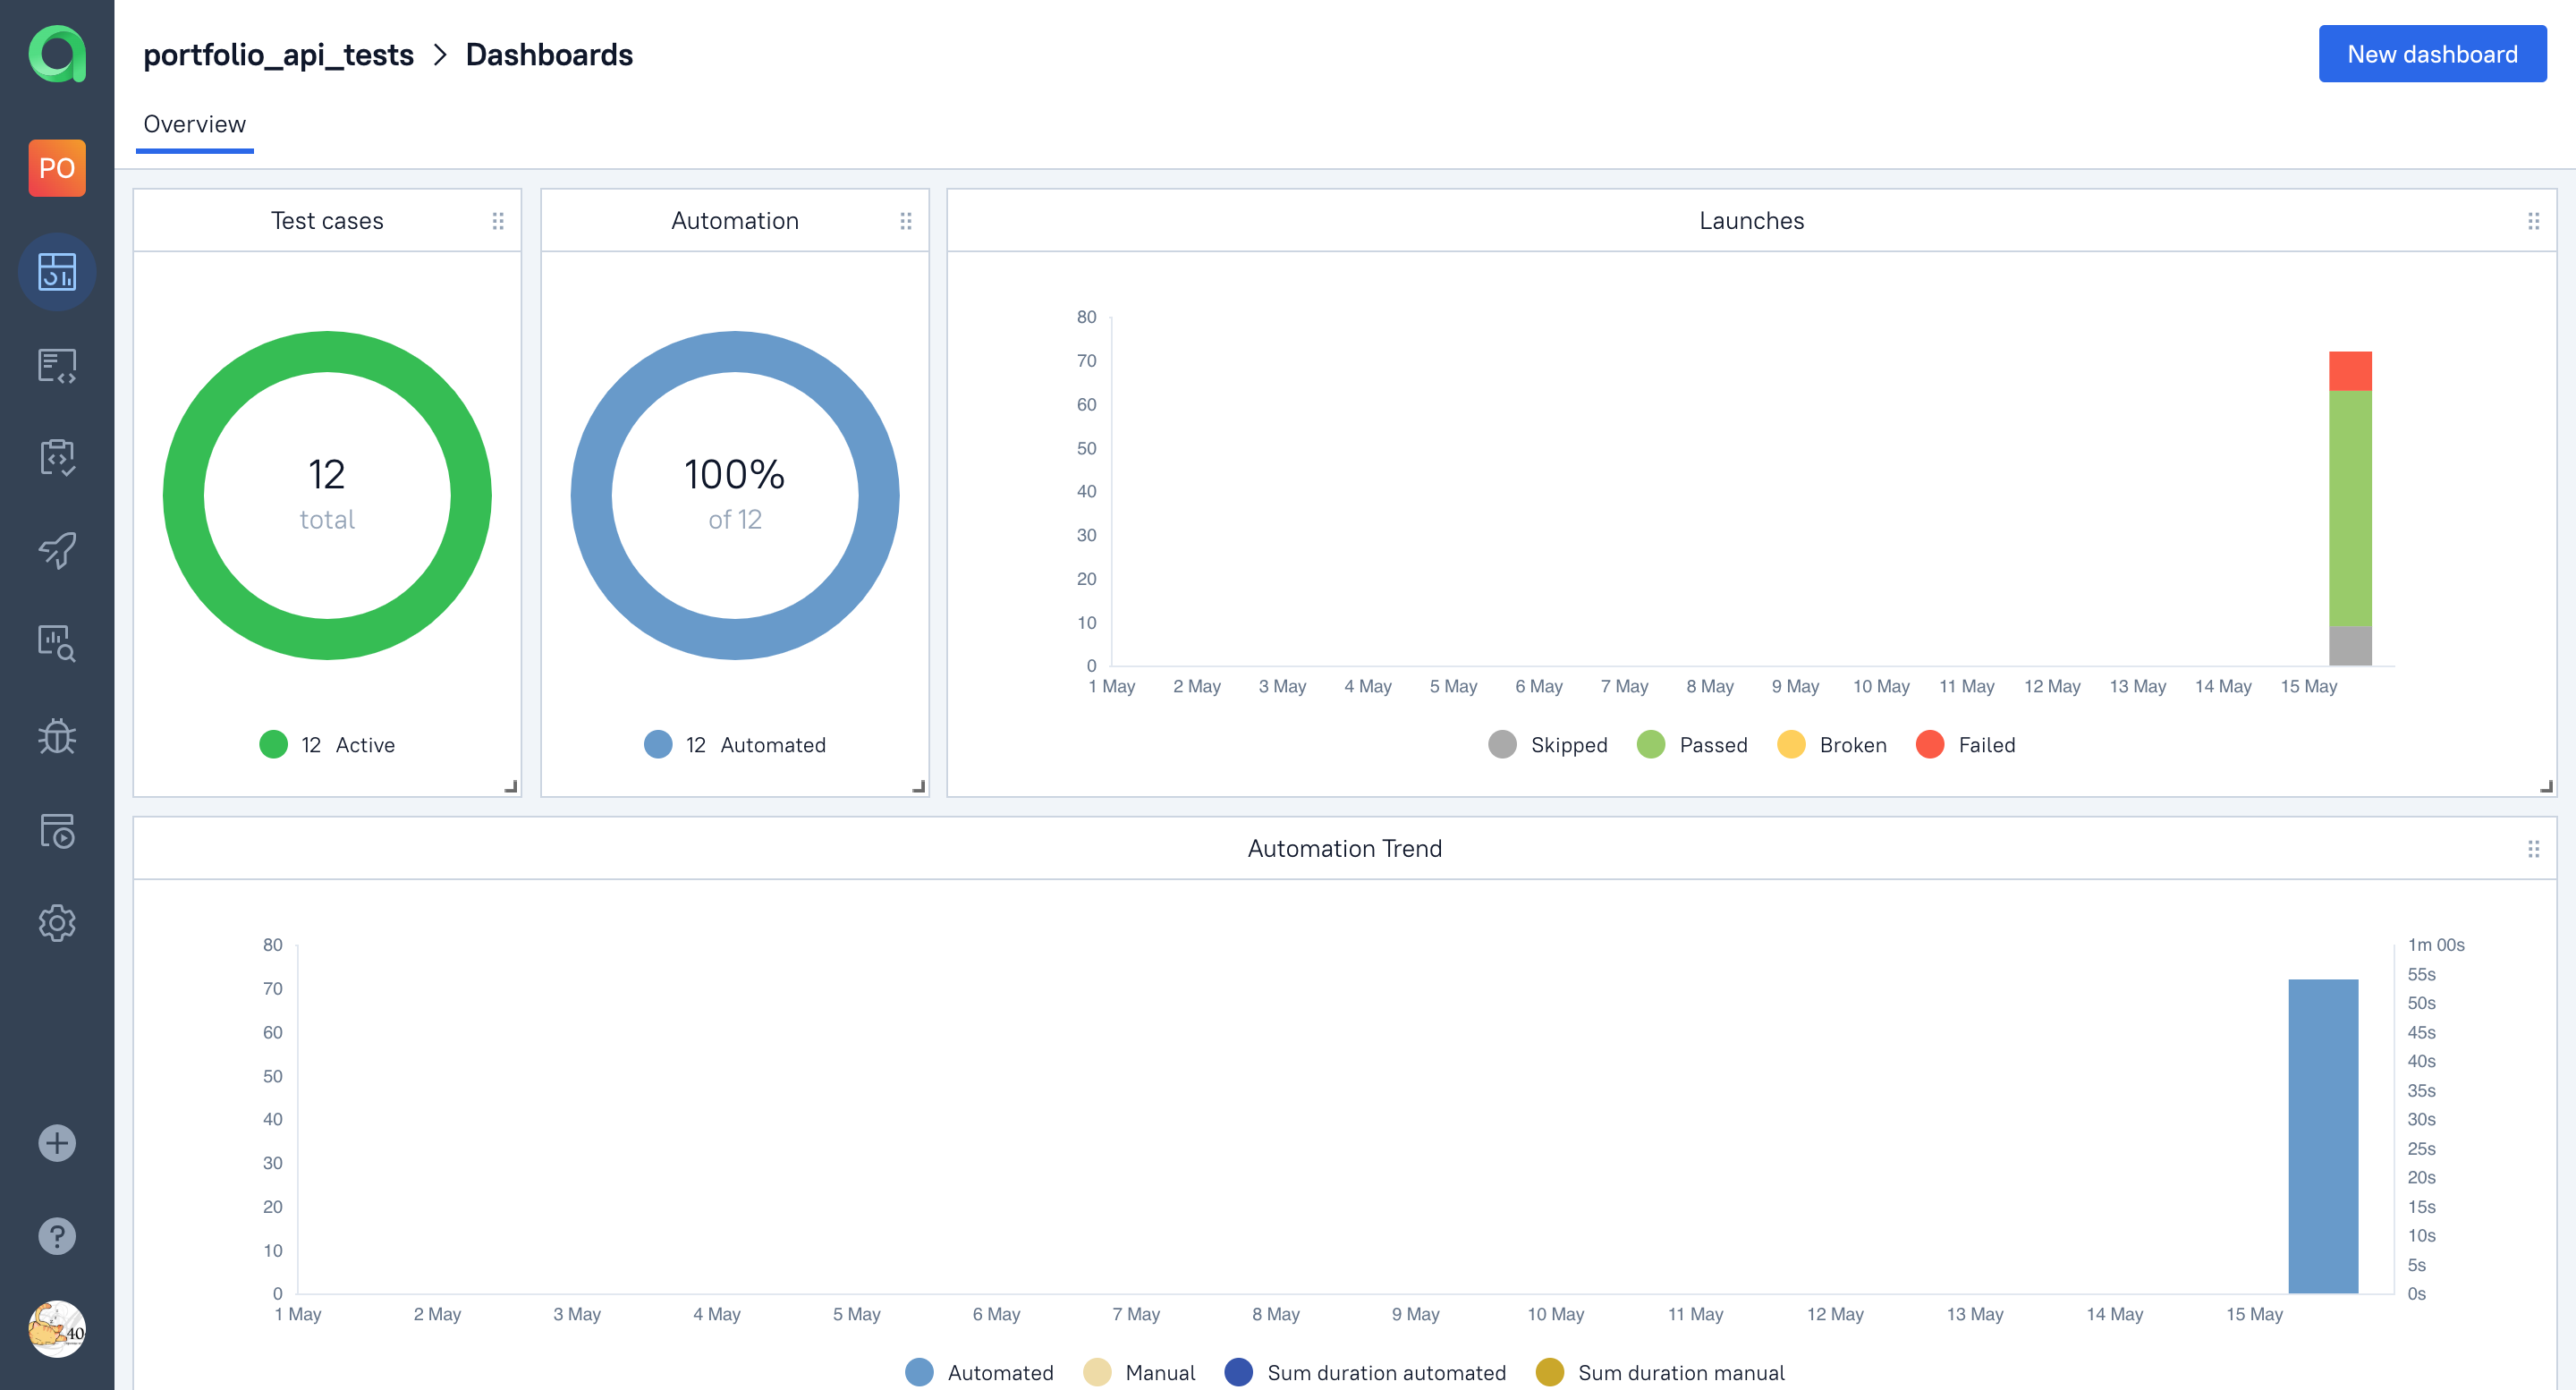 portfolio_api_tests > Dashboards
New dashboard
Overview
PO
Test cases
12
total
12 Active
Automation
100%
of 12
12 Automated
Launches
80
70
60
50
40
30
20
10
0
1 May 2 May 3 May 4 May 5 May 6 May 7 May 8 May 9 May 10 May 11 May 12 May 13 May 14 May 15 May
Skipped Passed Broken Failed
Automation Trend
80
70
60
50
40
30
20
10
0
1m 00s
55s
50s
45s
40s
35s
30s
25s
20s
15s
10s
5s
0s
1 May 2 May 3 May 4 May 5 May 6 May 7 May 8 May 9 May 10 May 11 May 12 May 13 May 14 May 15 May
Automated Manual Sum duration automated Sum duration manual
40